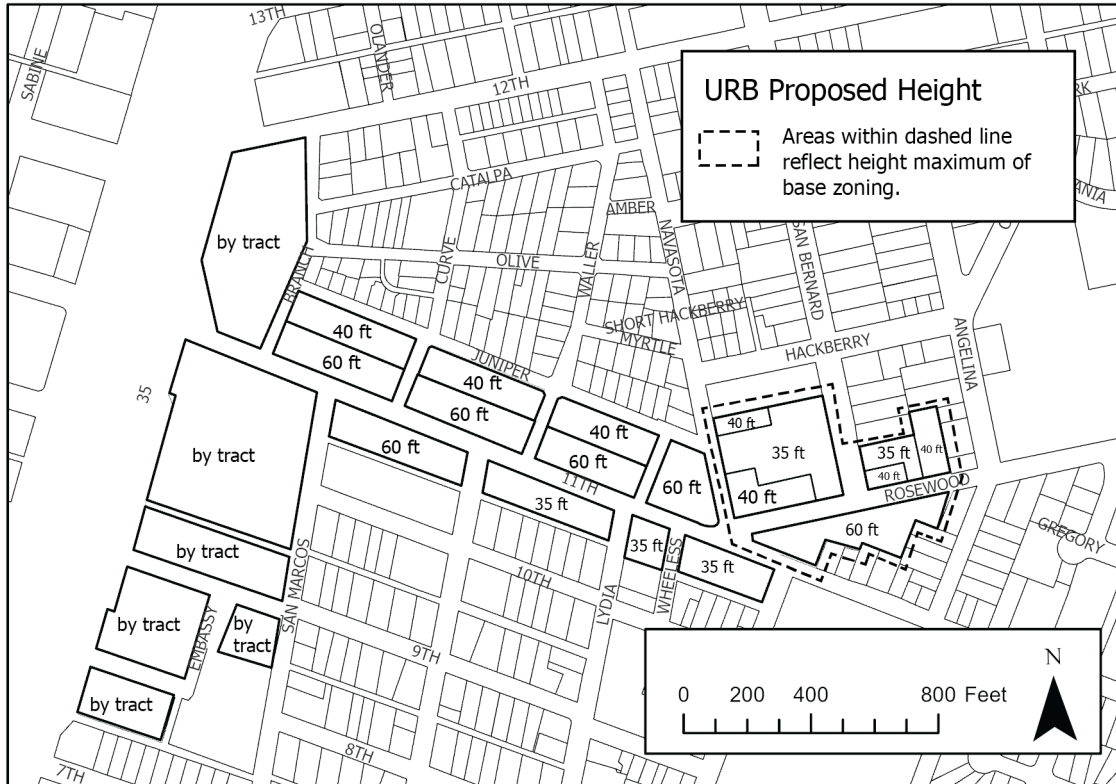 13TH
OLANDER
SABINE
12TH
URB Proposed Height
Areas within dashed line
reflect height maximum of
base zoning.
CATALPA
AMBER
NAVASOTA
SAN BERNARD
by tract
BRANCH
CURVE
OLIVE
WALLER
SHORT HACKBERRY
MYRTLE
HACKBERRY
ANGELINA
40 ft
60 ft
JUNIPER
40 ft
60 ft
35
by tract
40 ft
60 ft
60 ft
11TH
35 ft
60 ft
40 ft
35 ft
40 ft
35 ft
40 ft
40 ft
ROSEWOOD
60 ft
GREGORY
by tract
SAN MARCOS
10TH
35 ft
WHEELESS
35 ft
LYDIA
by tract
EMBASSY
by
tract
9TH
by tract
8TH
7TH
0 200 400 800 Feet
N